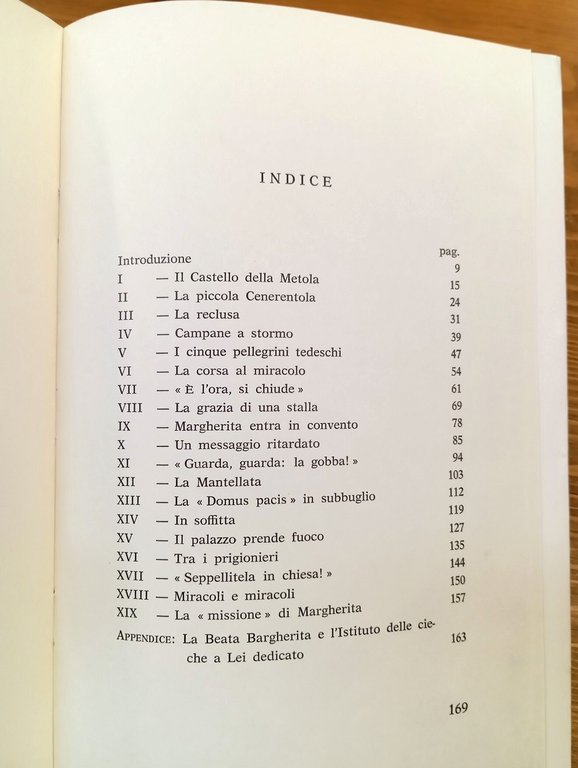 INDICE
pag.
Introduzione 9
I — Il Castello della Metola 15
II — La piccola Cenerentola 24
III — La reclusa 31
IV — Campane a stormo 39
V — I cinque pellegrini tedeschi 47
VI — La corsa al miracolo 54
VII — « È l'ora, si chiude » 61
VIII — La grazia di una stalla 69
IX — Margherita entra in convento 78
X — Un messaggio ritardato 85
XI — « Guarda, guarda: la gobba! » 94
XII — La Mantellata 103
XIII — La « Domus pacis » in subbuglio 112
XIV — In soffitta 119
XV — Il palazzo prende fuoco 127
XVI — Tra i prigionieri 135
XVII — « Seppellitela in chiesa! » 144
XVIII — Miracoli e miracoli 150
XIX — La « missione » di Margherita 157
APPENDICE: La Beata Bargherita e l'Istituto delle cie-
che a Lei dedicato 163
169